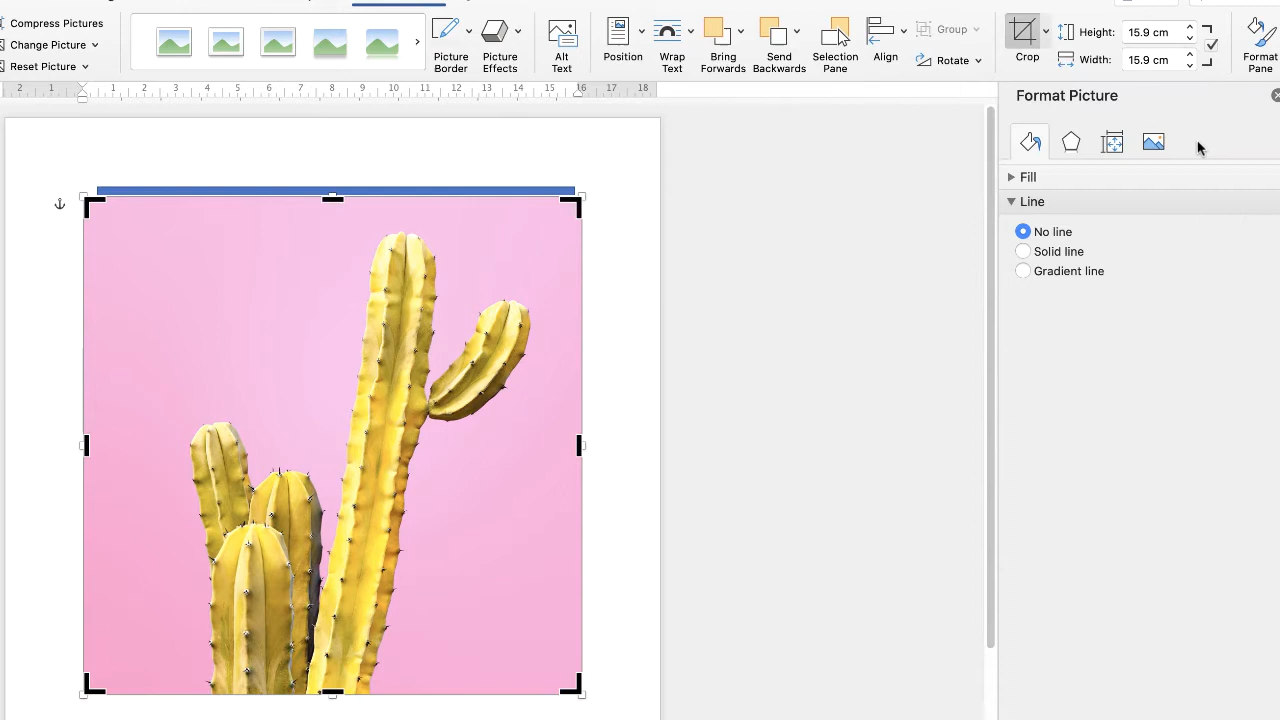 Compress Pictures
Change Picture
Reset Picture
Picture
Border
Picture
Effects
Alt
Text
Position
Wrap
Text
Bring
Forwards
Send
Backwards
Selection
Pane
Align
Group
Rotate
Crop
Height: 15.9 cm
Width: 15.9 cm
Format
Pane
2 1 1 2 3 4 5 6 7 8 9 10 11 12 13 14 15 16 17 18
Format Picture
Fill
Line
No line
Solid line
Gradient line